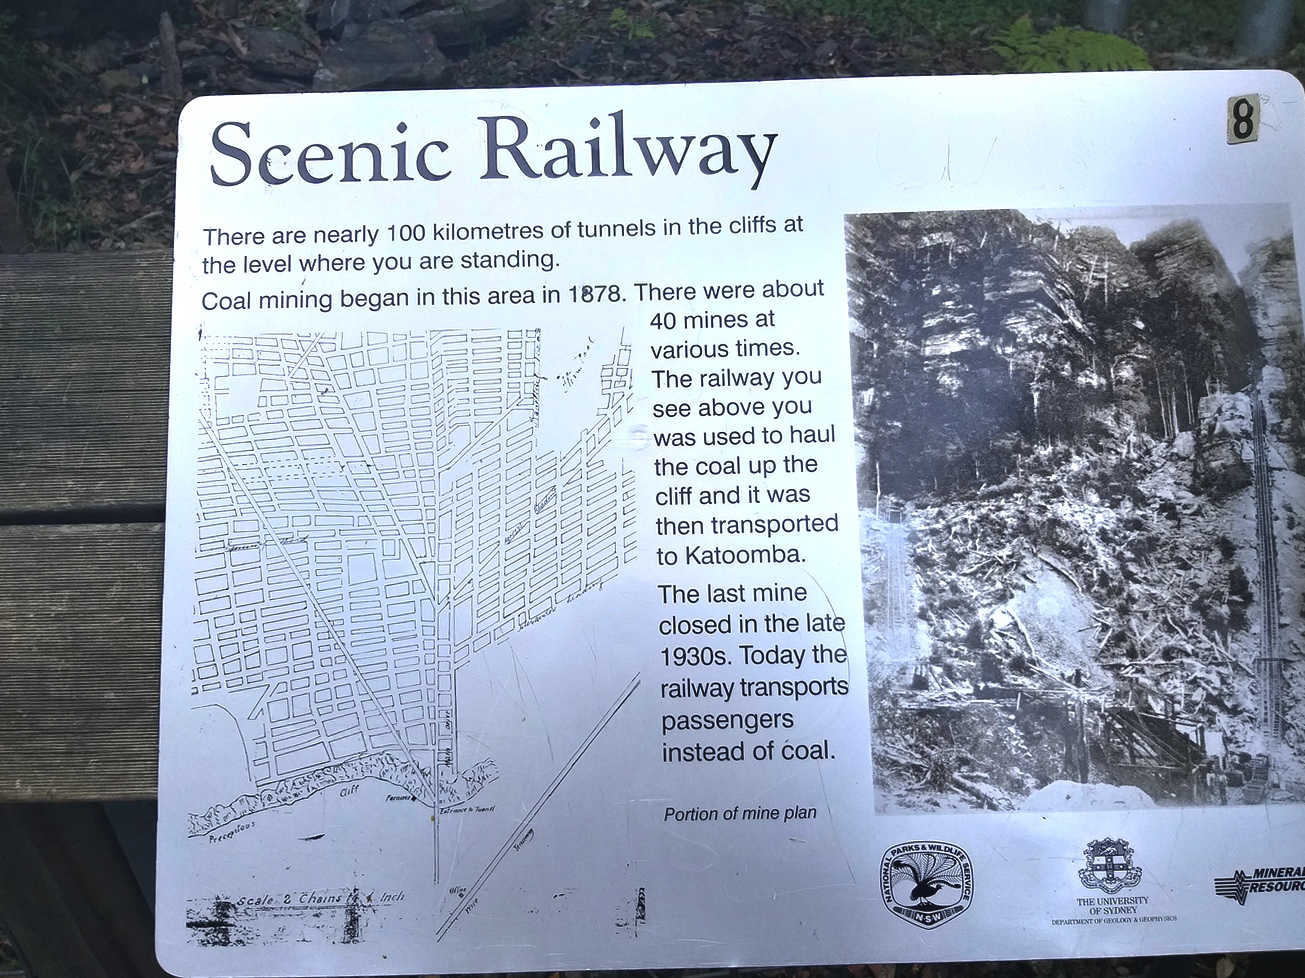 Scenic Railway
8
There are nearly 100 kilometres of tunnels in the cliffs at
the level where you are standing.
Coal mining began in this area in 1878. There were about
40 mines at
various times.
The railway you
see above you
was used to haul
the coal up the
cliff and it was
then transported
to Katoomba.
The last mine
closed in the late
1930s. Today the
railway transports
passengers
instead of coal.
Portion of mine plan
Precipitous
Cliff
Furnace
Entrance to Tunnel
Tramway
Office
Scale 2 Chains to 1 Inch
NATIONAL PARKS & WILDLIFE SERVICE
NSW
THE UNIVERSITY
OF SYDNEY
DEPARTMENT OF GEOLOGY & GEOPHYSICS
MINERAL
RESOURC